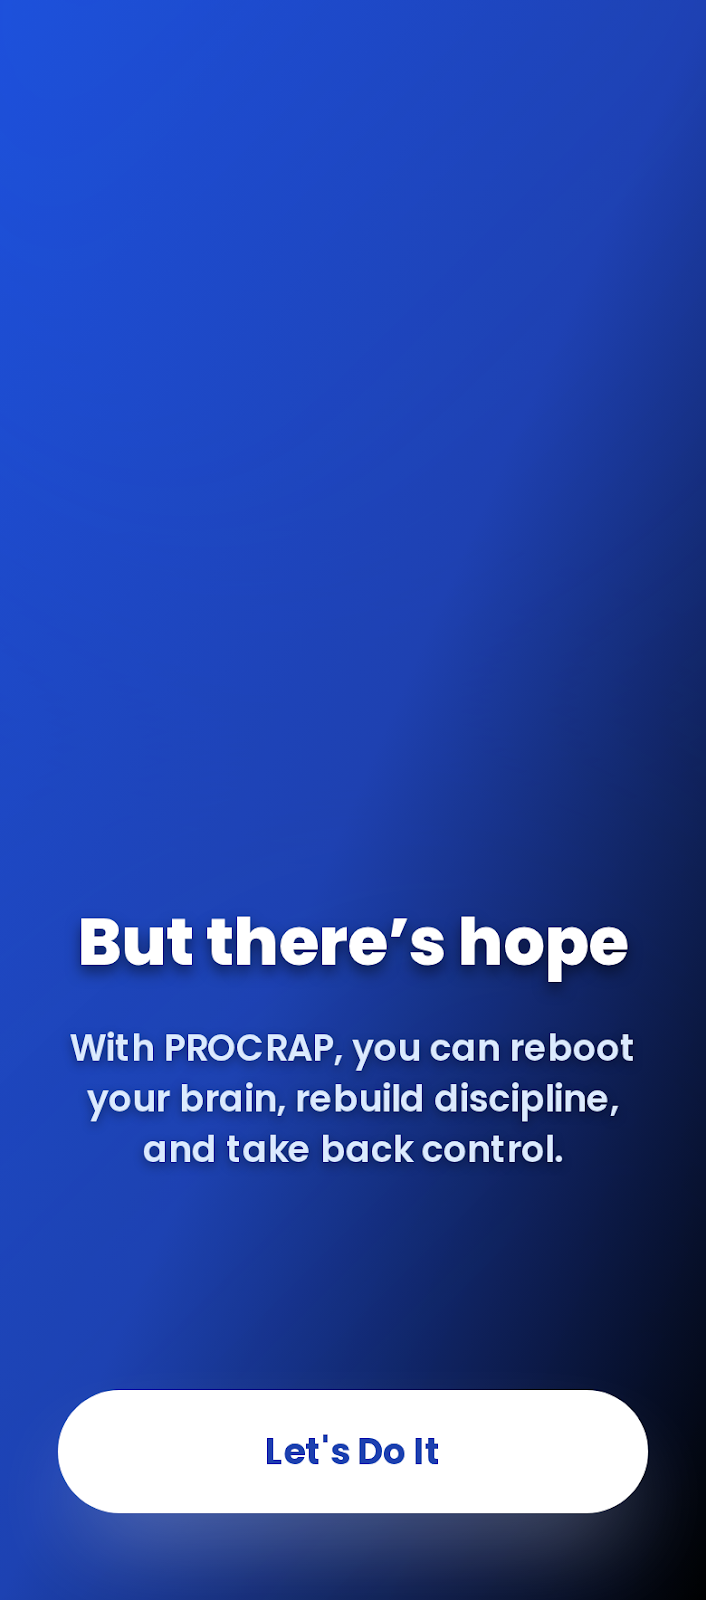 But there’s hope
With PROCRAP, you can reboot
your brain, rebuild discipline,
and take back control.
Let's Do It